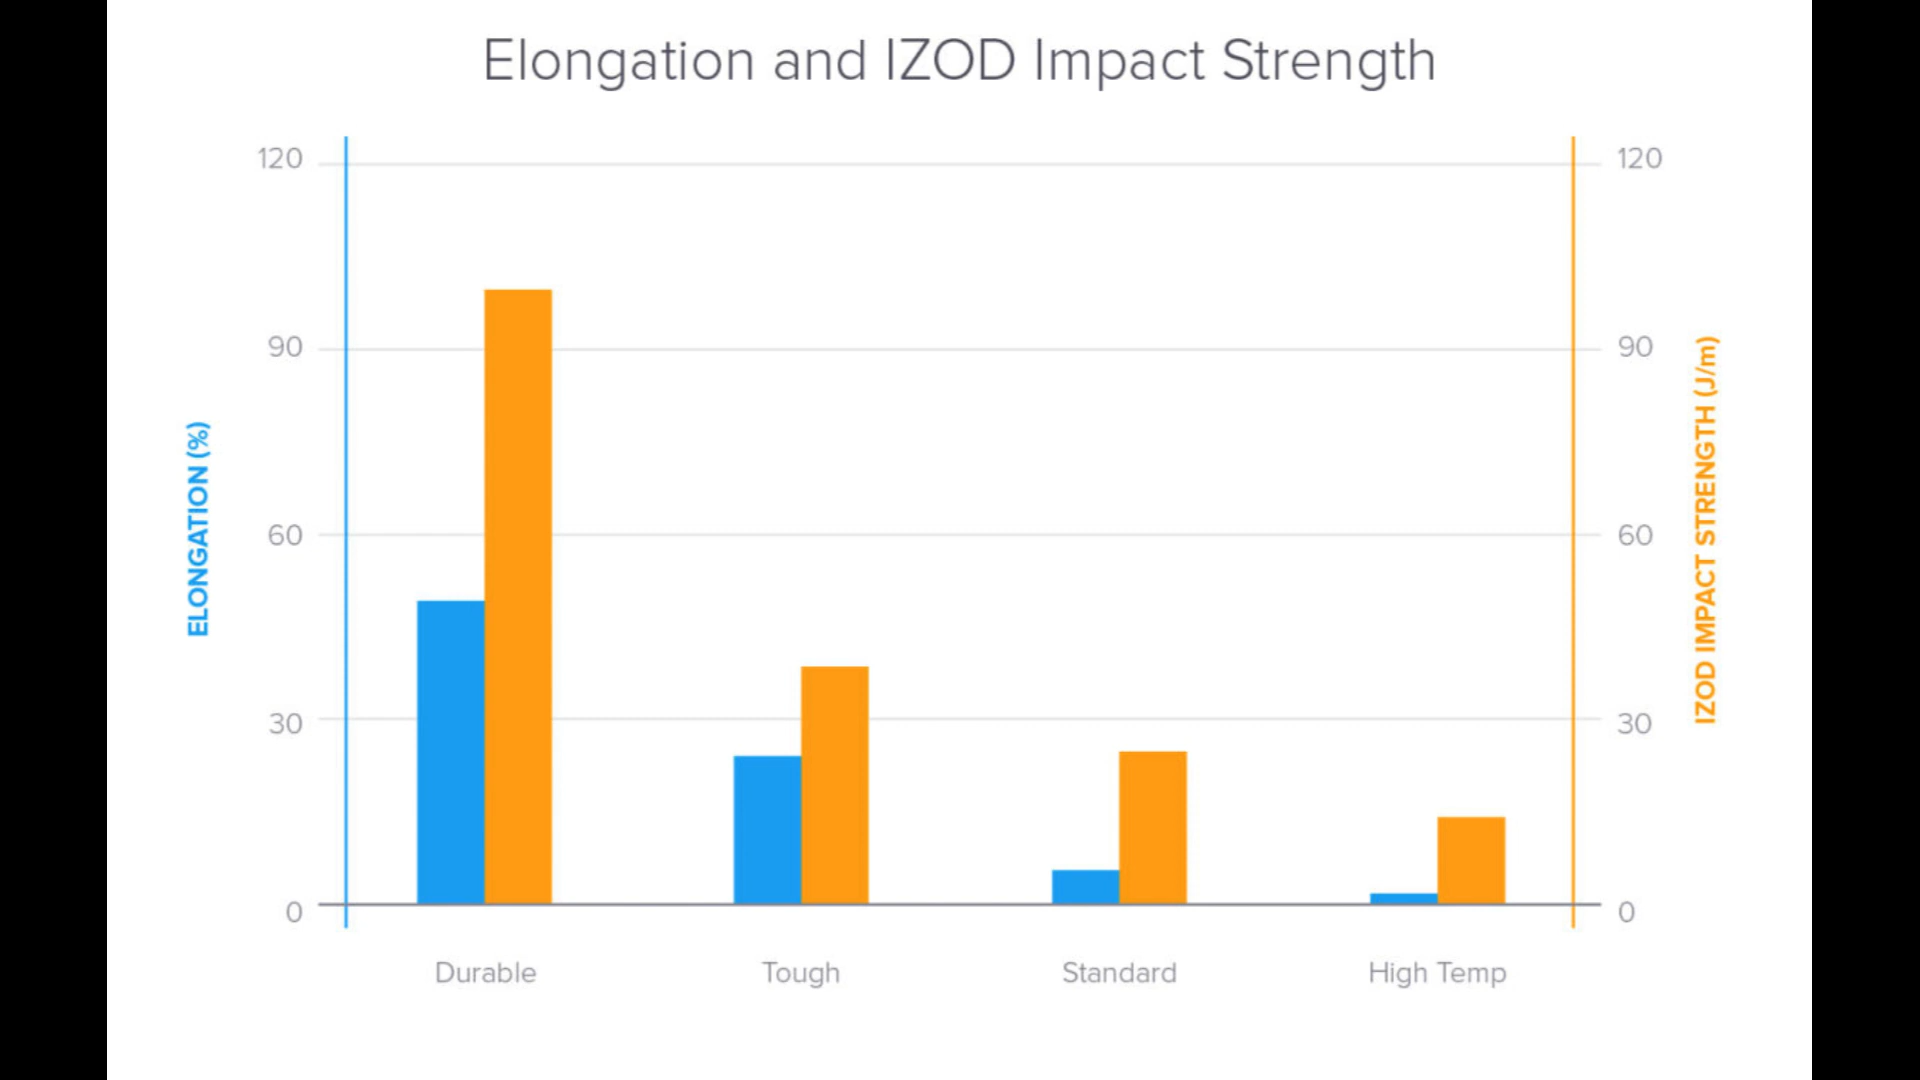 Elongation and IZOD Impact Strength
120
90
60
30
0
ELONGATION (%)
120
90
60
30
0
IZOD IMPACT STRENGTH (J/m)
Durable
Tough
Standard
High Temp